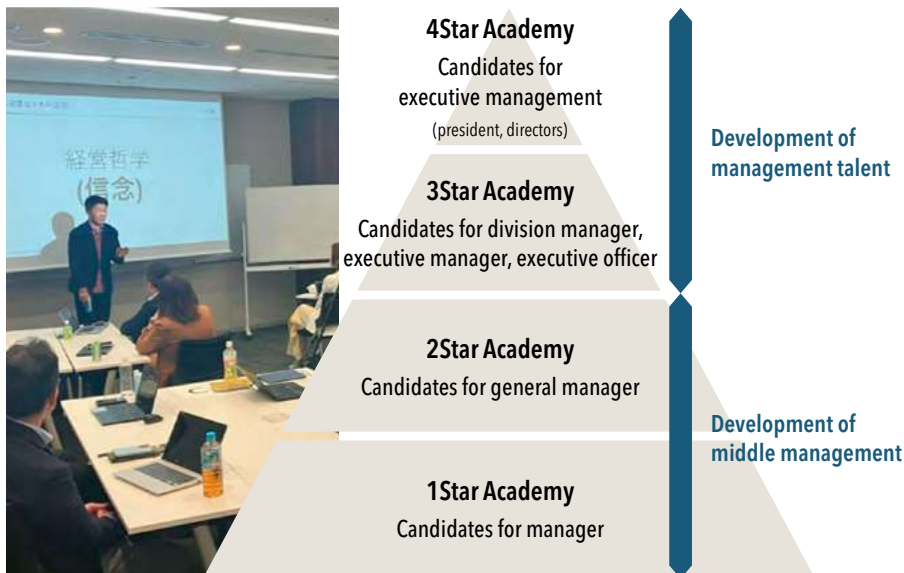 4Star Academy
Candidates for
executive management
(president, directors)
3Star Academy
Candidates for division manager,
executive manager, executive officer
2Star Academy
Candidates for general manager
1Star Academy
Candidates for manager
Development of
management talent
Development of
middle management
経営哲学
(信念)